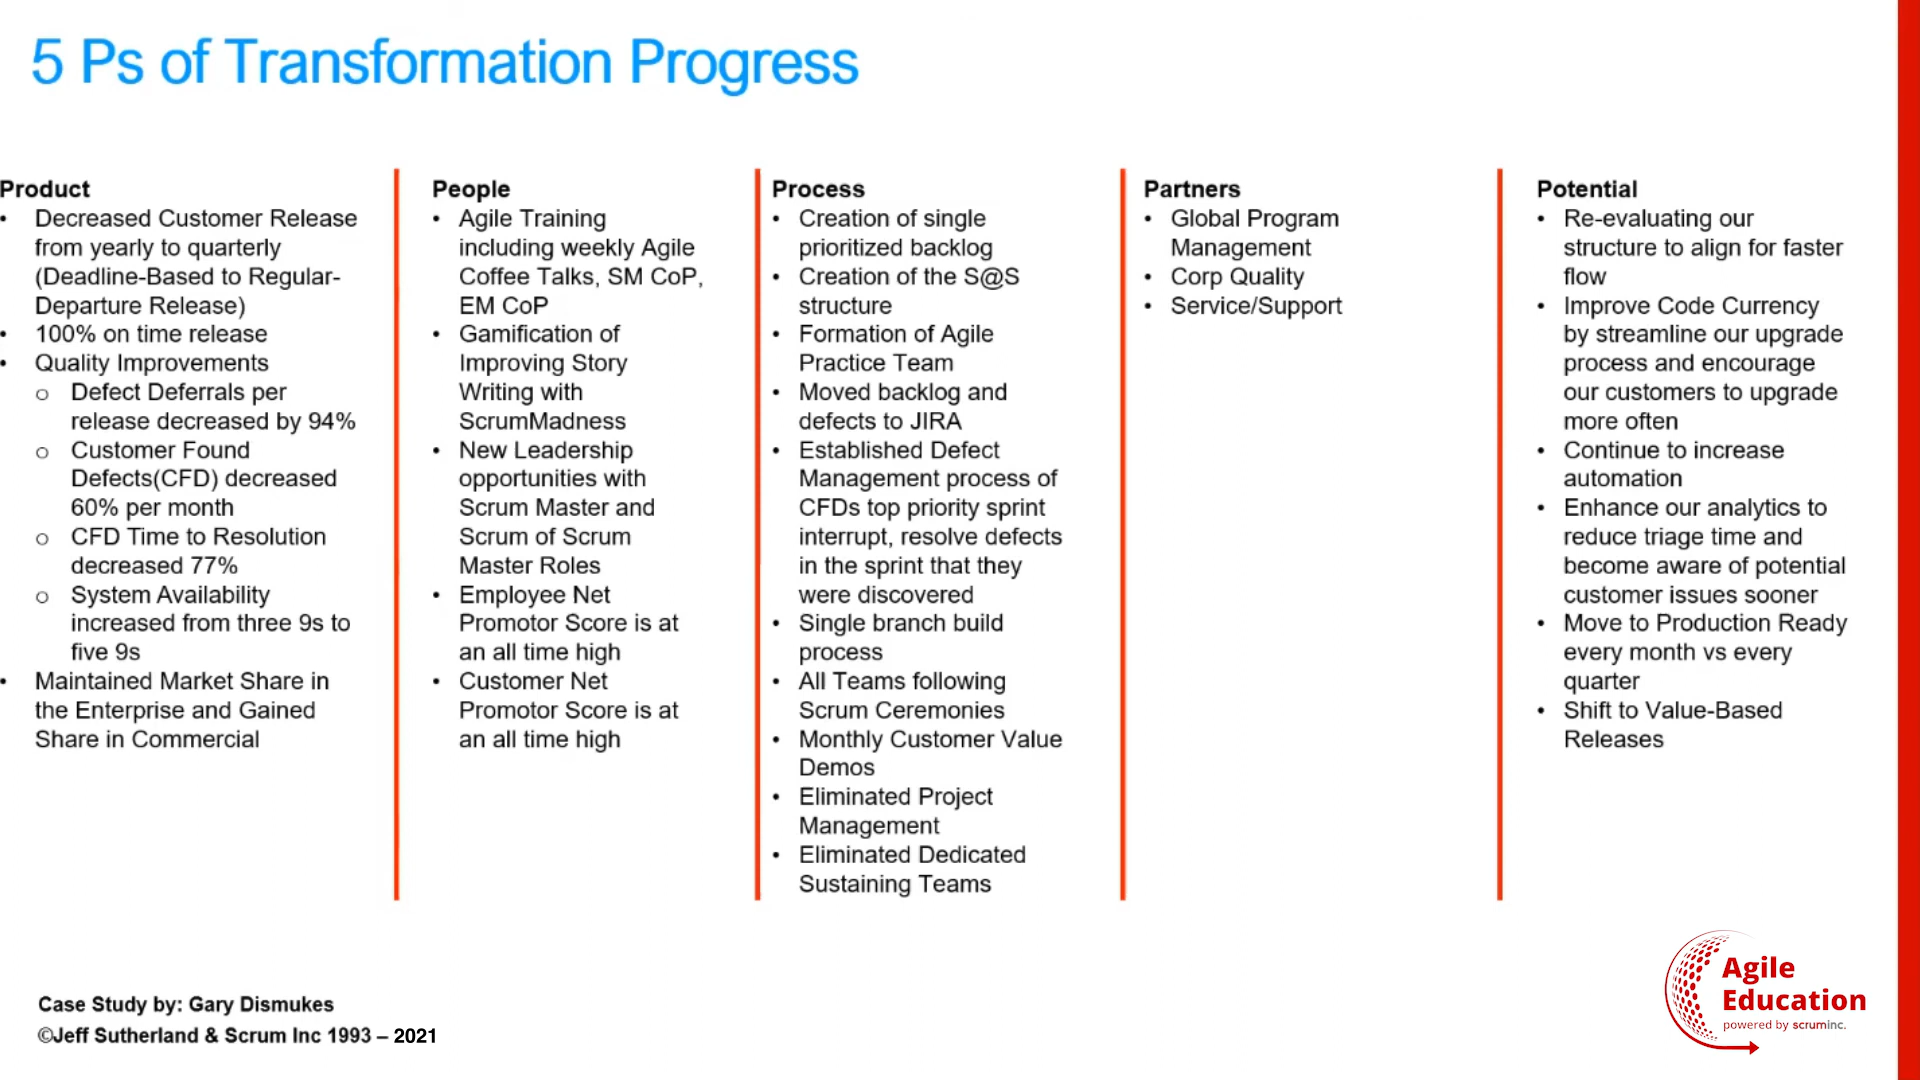 5 Ps of Transformation Progress
Product
• Decreased Customer Release
from yearly to quarterly
(Deadline-Based to Regular-
Departure Release)
• 100% on time release
• Quality Improvements
o Defect Deferrals per
release decreased by 94%
o Customer Found
Defects(CFD) decreased
60% per month
o CFD Time to Resolution
decreased 77%
o System Availability
increased from three 9s to
five 9s
• Maintained Market Share in
the Enterprise and Gained
Share in Commercial
People
• Agile Training
including weekly Agile
Coffee Talks, SM CoP,
EM CoP
• Gamification of
Improving Story
Writing with
ScrumMadness
• New Leadership
opportunities with
Scrum Master and
Scrum of Scrum
Master Roles
• Employee Net
Promotor Score is at
an all time high
• Customer Net
Promotor Score is at
an all time high
Process
• Creation of single
prioritized backlog
• Creation of the S@S
structure
• Formation of Agile
Practice Team
• Moved backlog and
defects to JIRA
• Established Defect
Management process of
CFDs top priority sprint
interrupt, resolve defects
in the sprint that they
were discovered
• Single branch build
process
• All Teams following
Scrum Ceremonies
• Monthly Customer Value
Demos
• Eliminated Project
Management
• Eliminated Dedicated
Sustaining Teams
Partners
• Global Program
Management
• Corp Quality
• Service/Support
Potential
• Re-evaluating our
structure to align for faster
flow
• Improve Code Currency
by streamline our upgrade
process and encourage
our customers to upgrade
more often
• Continue to increase
automation
• Enhance our analytics to
reduce triage time and
become aware of potential
customer issues sooner
• Move to Production Ready
every month vs every
quarter
• Shift to Value-Based
Releases
Case Study by: Gary Dismukes
©Jeff Sutherland & Scrum Inc 1993 – 2021
Agile
Education
powered by scruminc.